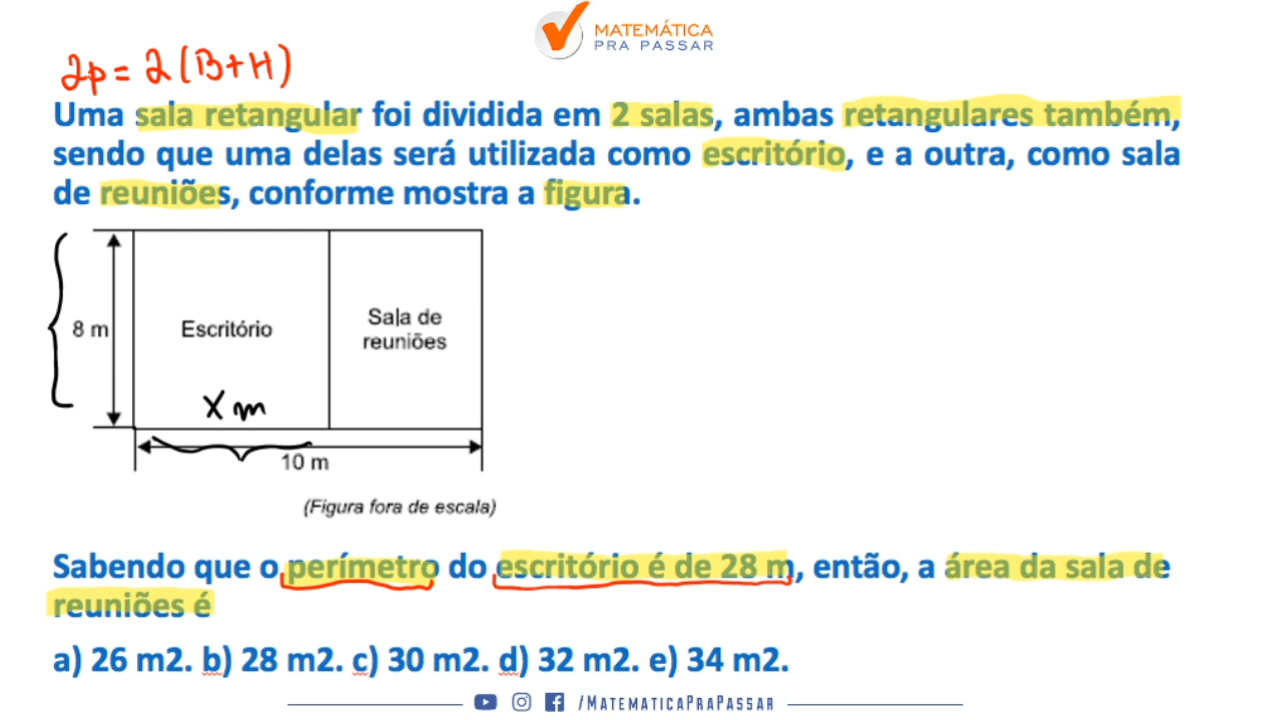 MATEMÁTICA
PRA PASSAR
2p = 2(B+H)
Uma sala retangular foi dividida em 2 salas, ambas retangulares também,
sendo que uma delas será utilizada como escritório, e a outra, como sala
de reuniões, conforme mostra a figura.
8 m
Escritório
Sala de
reuniões
X m
10 m
(Figura fora de escala)
Sabendo que o perímetro do escritório é de 28 m, então, a área da sala de
reuniões é
a) 26 m2. b) 28 m2. c) 30 m2. d) 32 m2. e) 34 m2.
/MATEMATICAPRAPASSAR